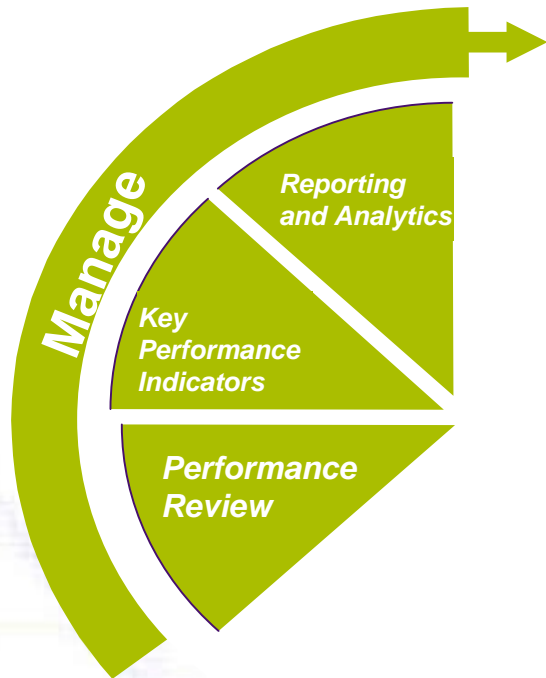 Manage
Reporting
and Analytics
Key
Performance
Indicators
Performance
Review